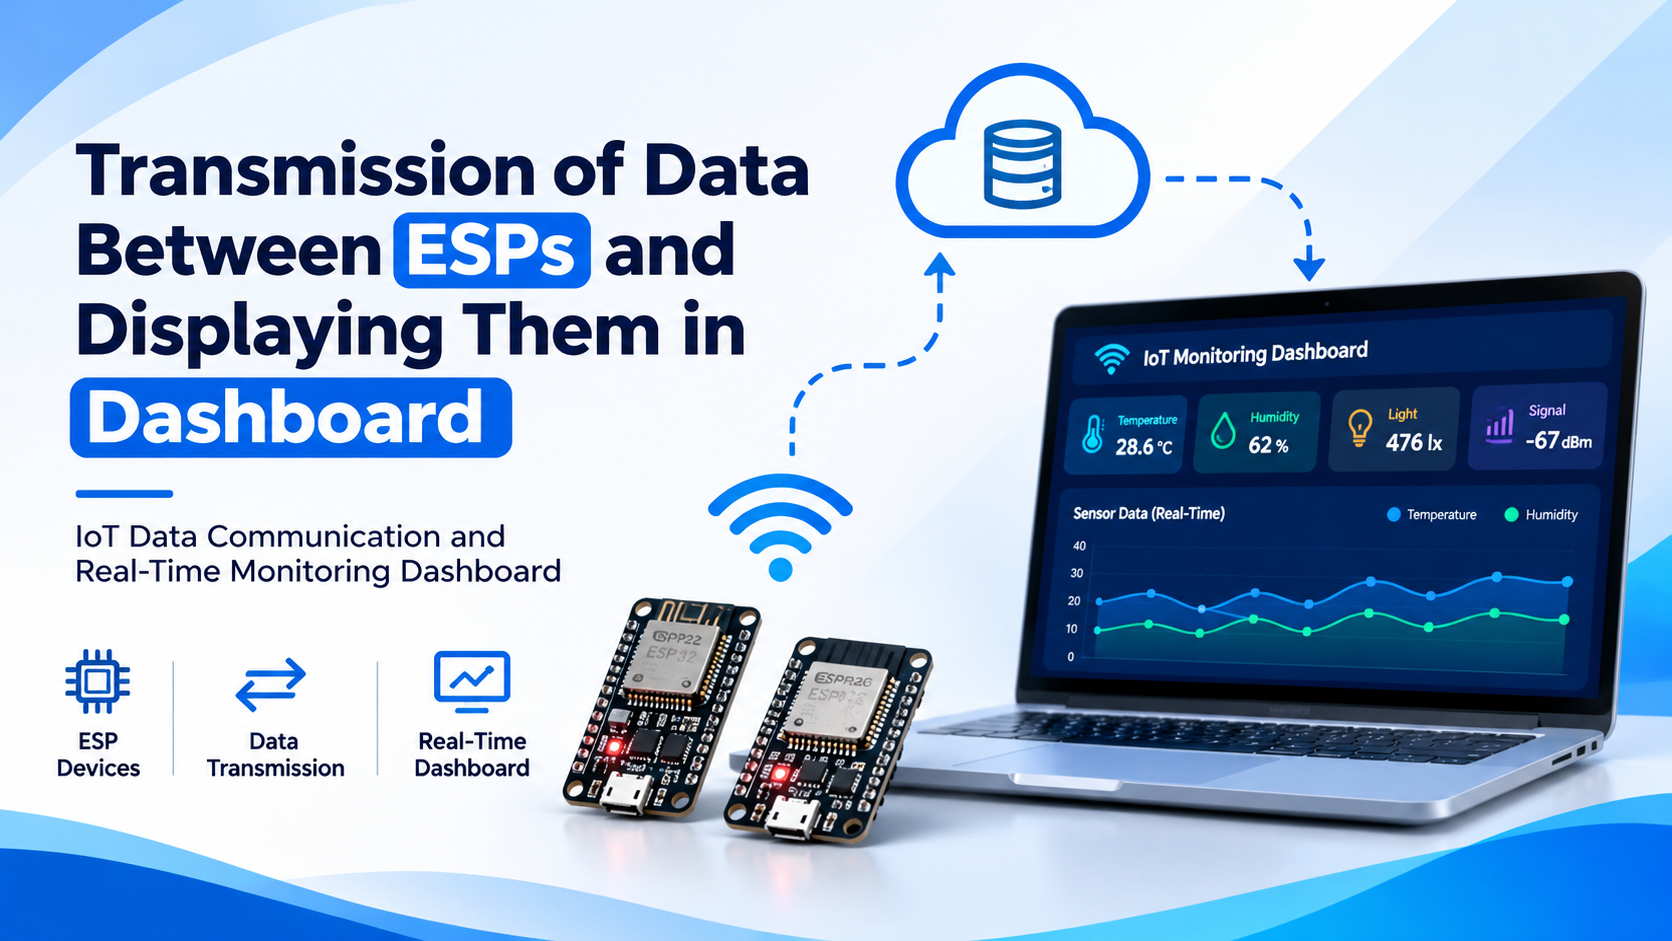 Transmission of Data
Between ESPs and
Displaying Them in
Dashboard
IoT Data Communication and
Real-Time Monitoring Dashboard
ESP
Devices
Data
Transmission
Real-Time
Dashboard
IoT Monitoring Dashboard
Temperature
28.6 °C
Humidity
62 %
Light
476 lx
Signal
-67 dBm
Sensor Data (Real-Time)
Temperature
Humidity
40
30
20
10
0